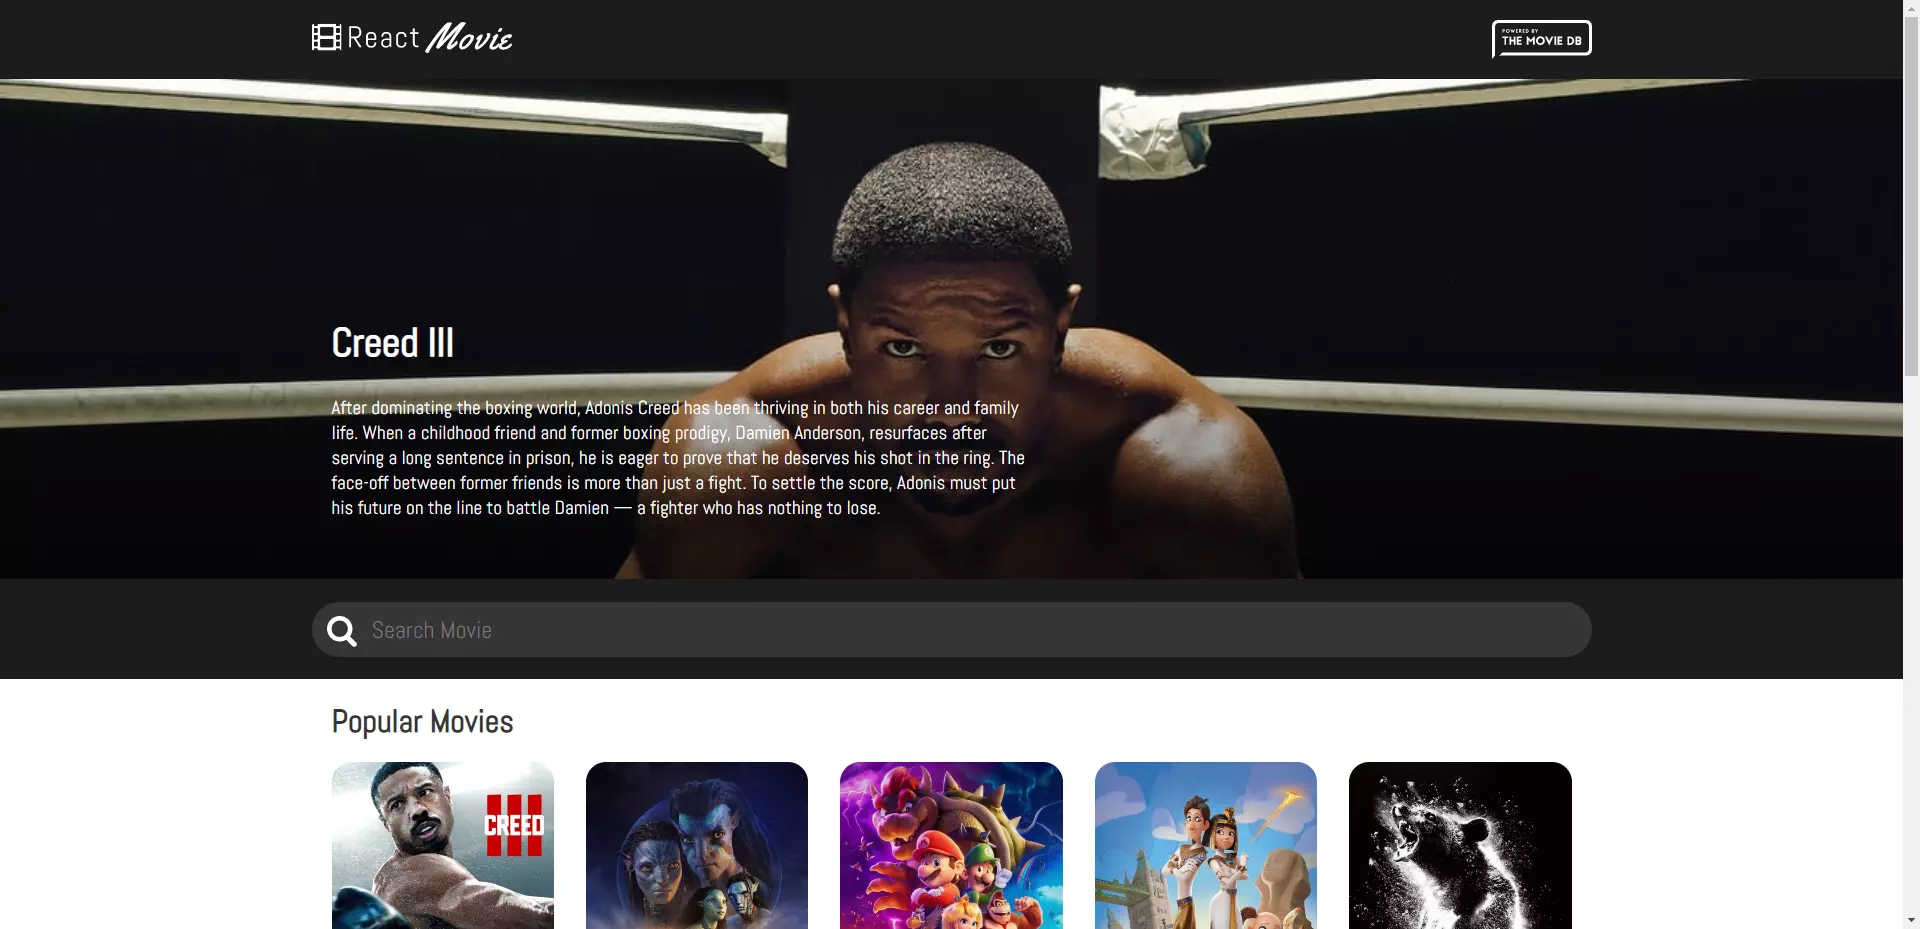 React Movie
POWERED BY
THE MOVIE DB
Creed III
After dominating the boxing world, Adonis Creed has been thriving in both his career and family
life. When a childhood friend and former boxing prodigy, Damien Anderson, resurfaces after
serving a long sentence in prison, he is eager to prove that he deserves his shot in the ring. The
face-off between former friends is more than just a fight. To settle the score, Adonis must put
his future on the line to battle Damien — a fighter who has nothing to lose.
Search Movie
Popular Movies
III
CREED